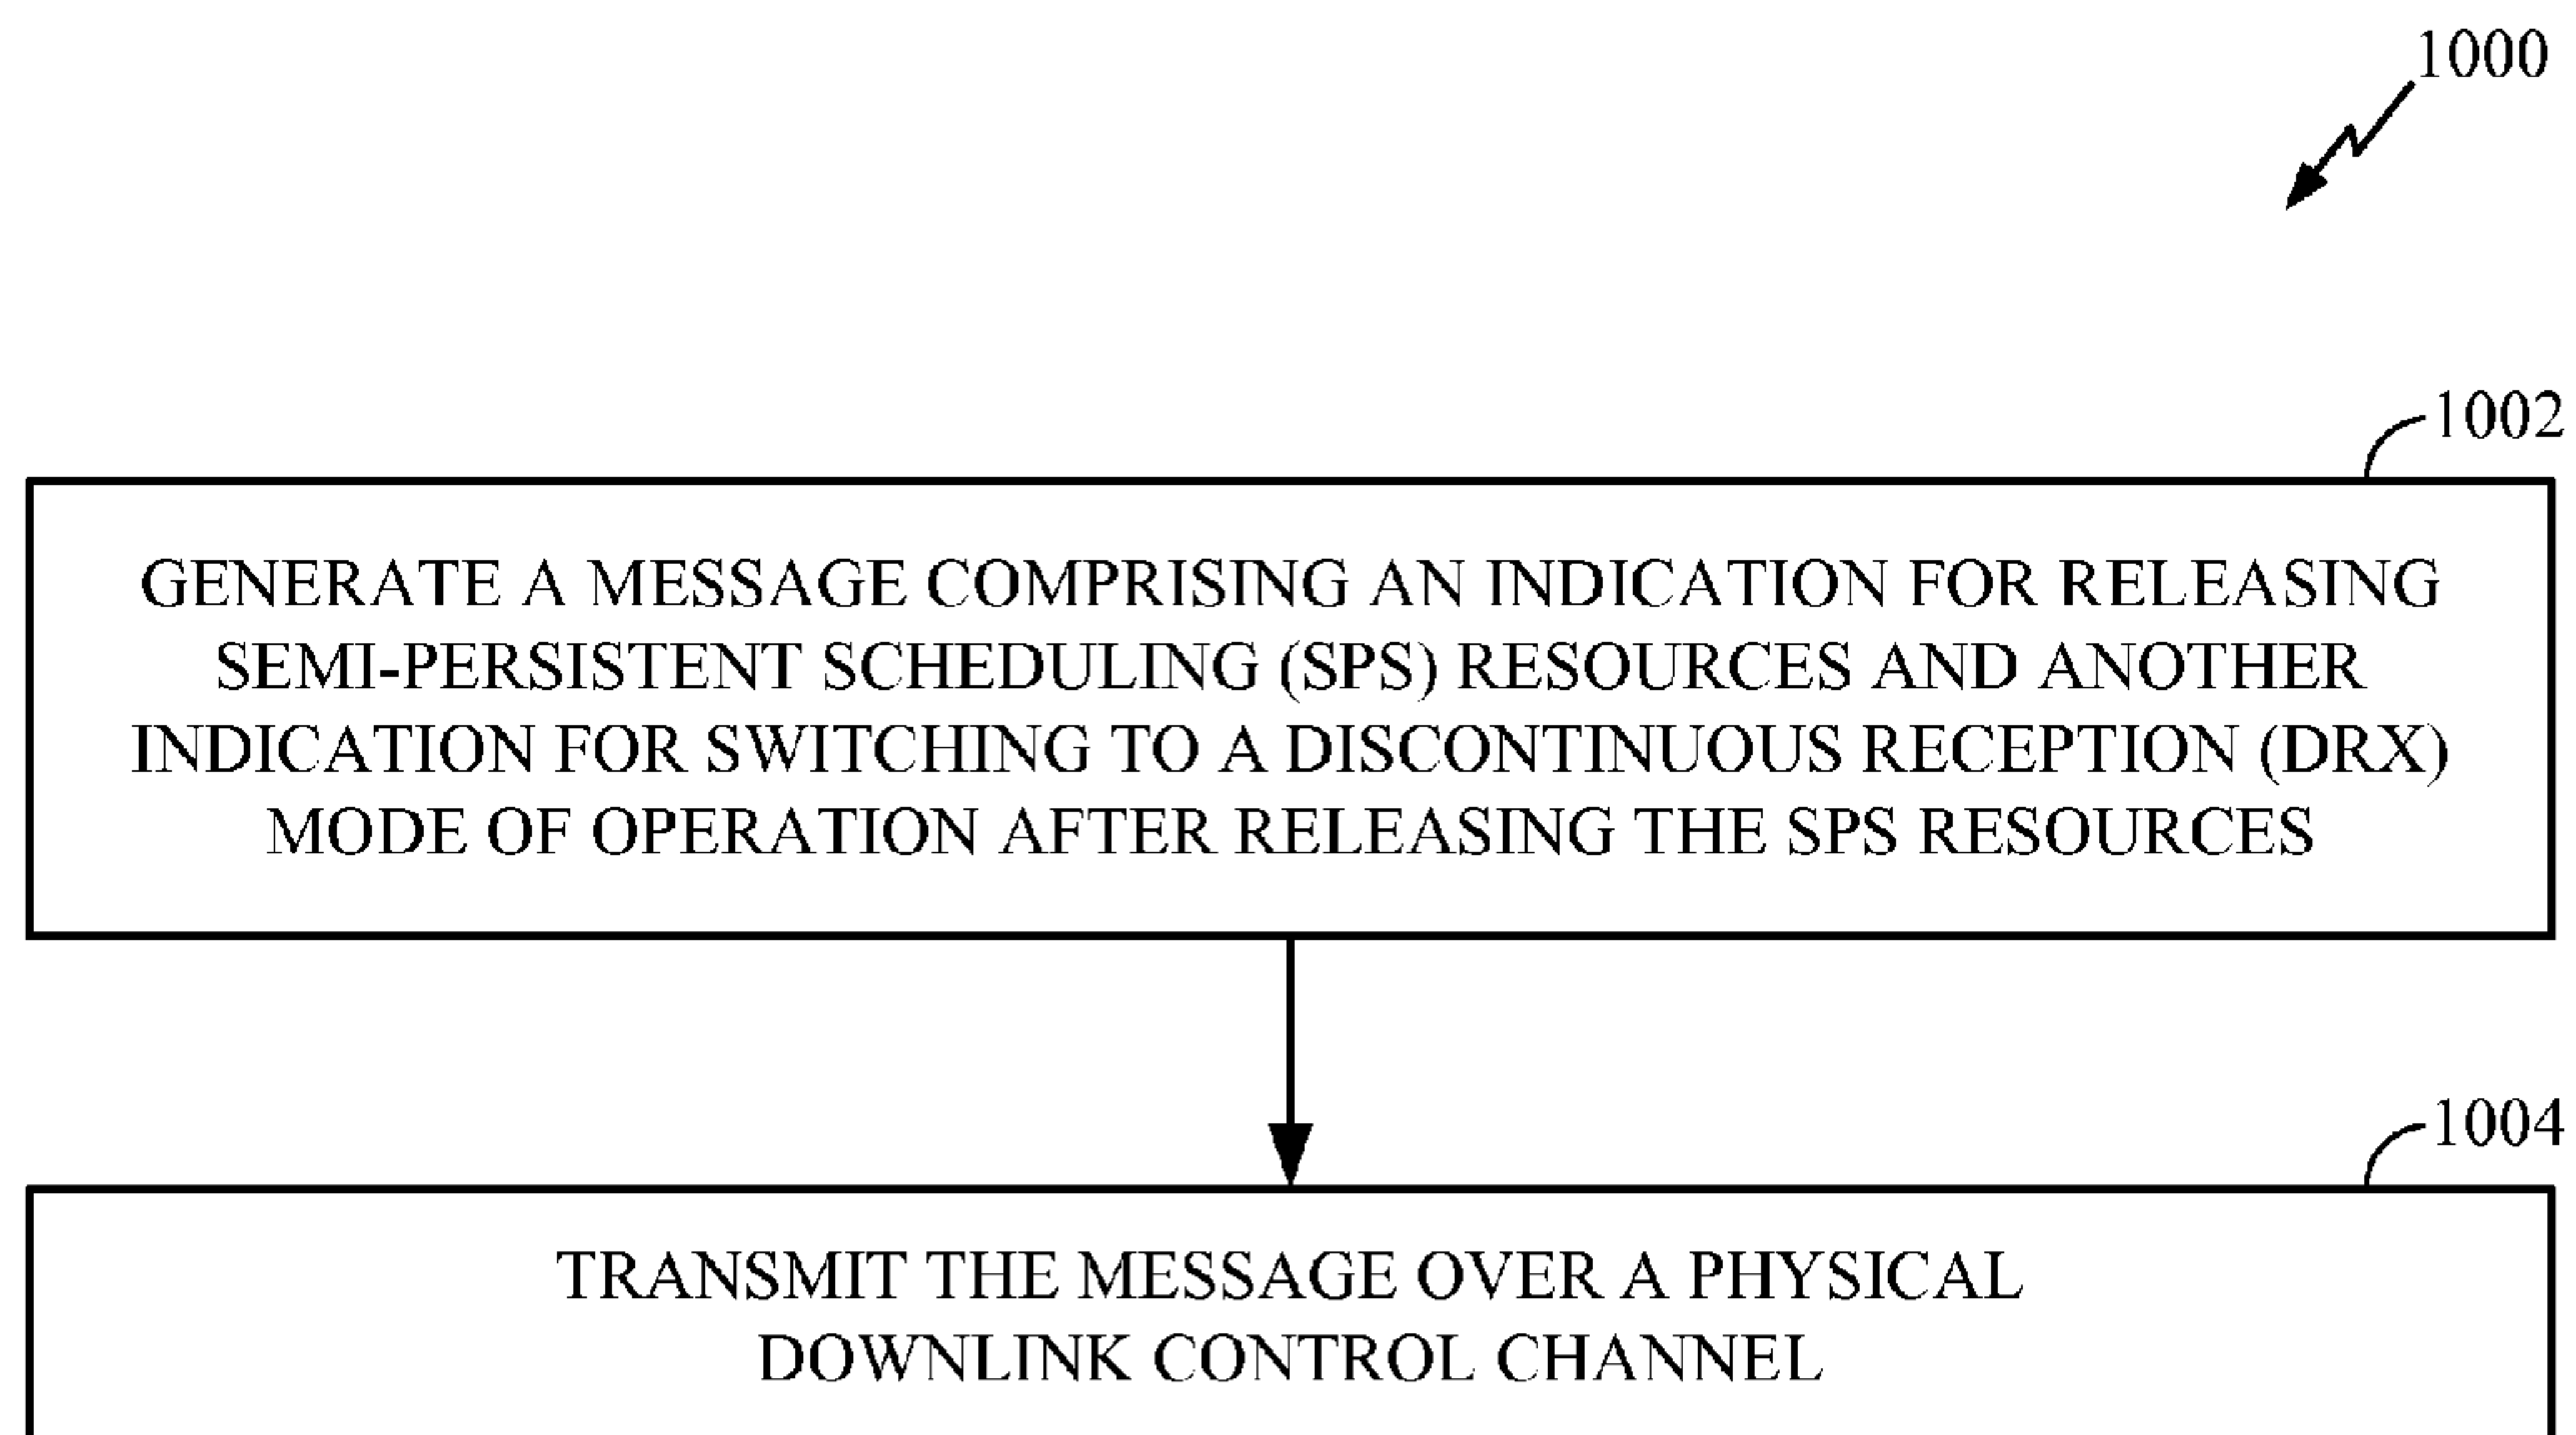 1000
1002
GENERATE A MESSAGE COMPRISING AN INDICATION FOR RELEASING
SEMI-PERSISTENT SCHEDULING (SPS) RESOURCES AND ANOTHER
INDICATION FOR SWITCHING TO A DISCONTINUOUS RECEPTION (DRX)
MODE OF OPERATION AFTER RELEASING THE SPS RESOURCES
1004
TRANSMIT THE MESSAGE OVER A PHYSICAL
DOWNLINK CONTROL CHANNEL